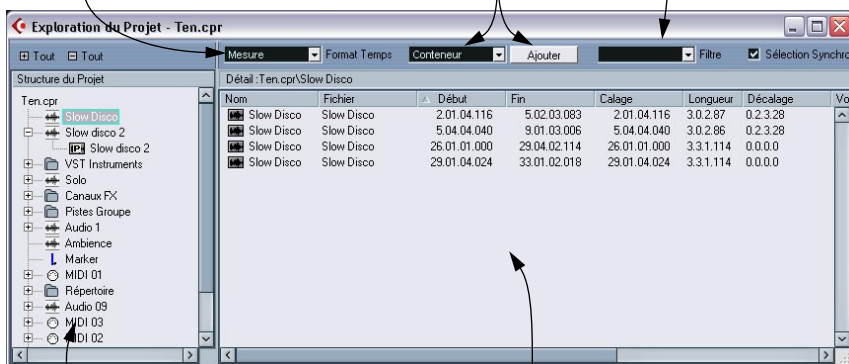 Exploration du Projet - Ten.cpr
Tout Tout Mesure Format Temps Conteneur Ajouter Filtre Sélection Synchro
Structure du Projet Détail :Ten.cpr\Slow Disco
Nom Fichier Début Fin Calage Longueur Décalage Vo
Slow Disco Slow Disco 2.01.04.116 5.02.03.083 2.01.04.116 3.0.2.87 0.2.3.28
Slow Disco Slow Disco 5.04.04.040 9.01.03.006 5.04.04.040 3.0.2.86 0.2.3.28
Slow Disco Slow Disco 26.01.01.000 29.04.02.114 26.01.01.000 3.3.1.114 0.0.0.0
Slow Disco Slow Disco 29.01.04.024 33.01.02.018 29.01.04.024 3.3.1.114 0.0.0.0
Ten.cpr
Slow Disco
Slow disco 2
Slow disco 2
VST Instruments
Solo
Canaux FX
Pistes Groupe
Audio 1
Ambience
Marker
MIDI 01
Répertoire
Audio 09
MIDI 03
MIDI 02